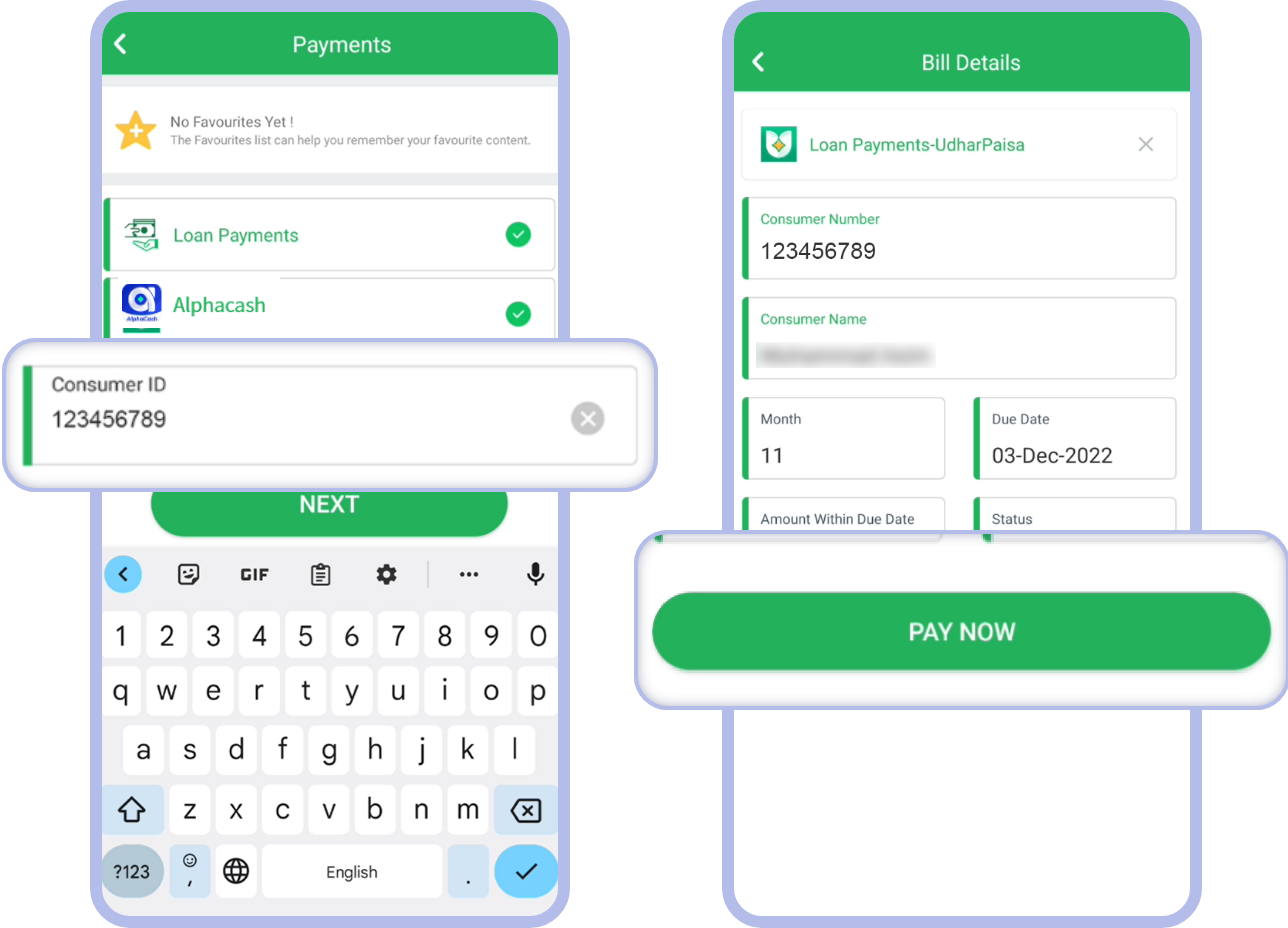 Payments
No Favourites Yet !
The Favourites list can help you remember your favourite content.
Loan Payments
AlphaCash
Alphacash
Consumer ID
123456789
NEXT
GIF
1 2 3 4 5 6 7 8 9 0
q w e r t y u i o p
a s d f g h j k l
z x c v b n m
?123 , English .
Bill Details
Loan Payments-UdharPaisa
Consumer Number
123456789
Consumer Name
Month
11
Due Date
03-Dec-2022
Amount Within Due Date
Status
PAY NOW